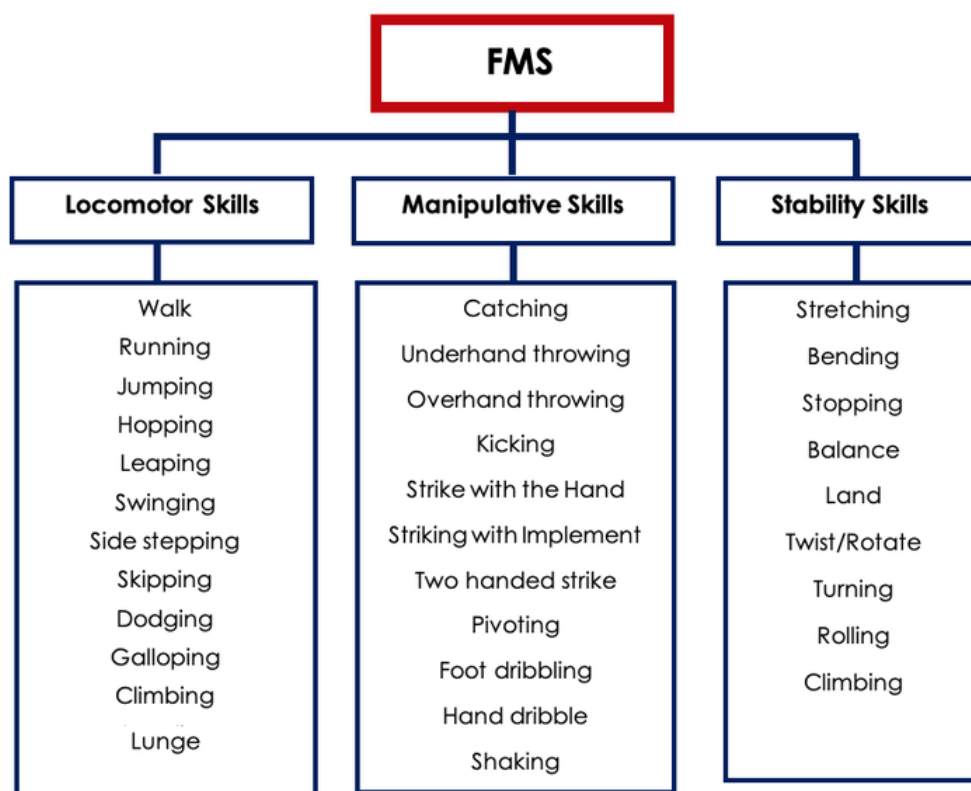 FMS
Locomotor Skills
Walk
Running
Jumping
Hopping
Leaping
Swinging
Side stepping
Skipping
Dodging
Galloping
Climbing
Lunge
Manipulative Skills
Catching
Underhand throwing
Overhand throwing
Kicking
Strike with the Hand
Striking with Implement
Two handed strike
Pivoting
Foot dribbling
Hand dribble
Shaking
Stability Skills
Stretching
Bending
Stopping
Balance
Land
Twist/Rotate
Turning
Rolling
Climbing